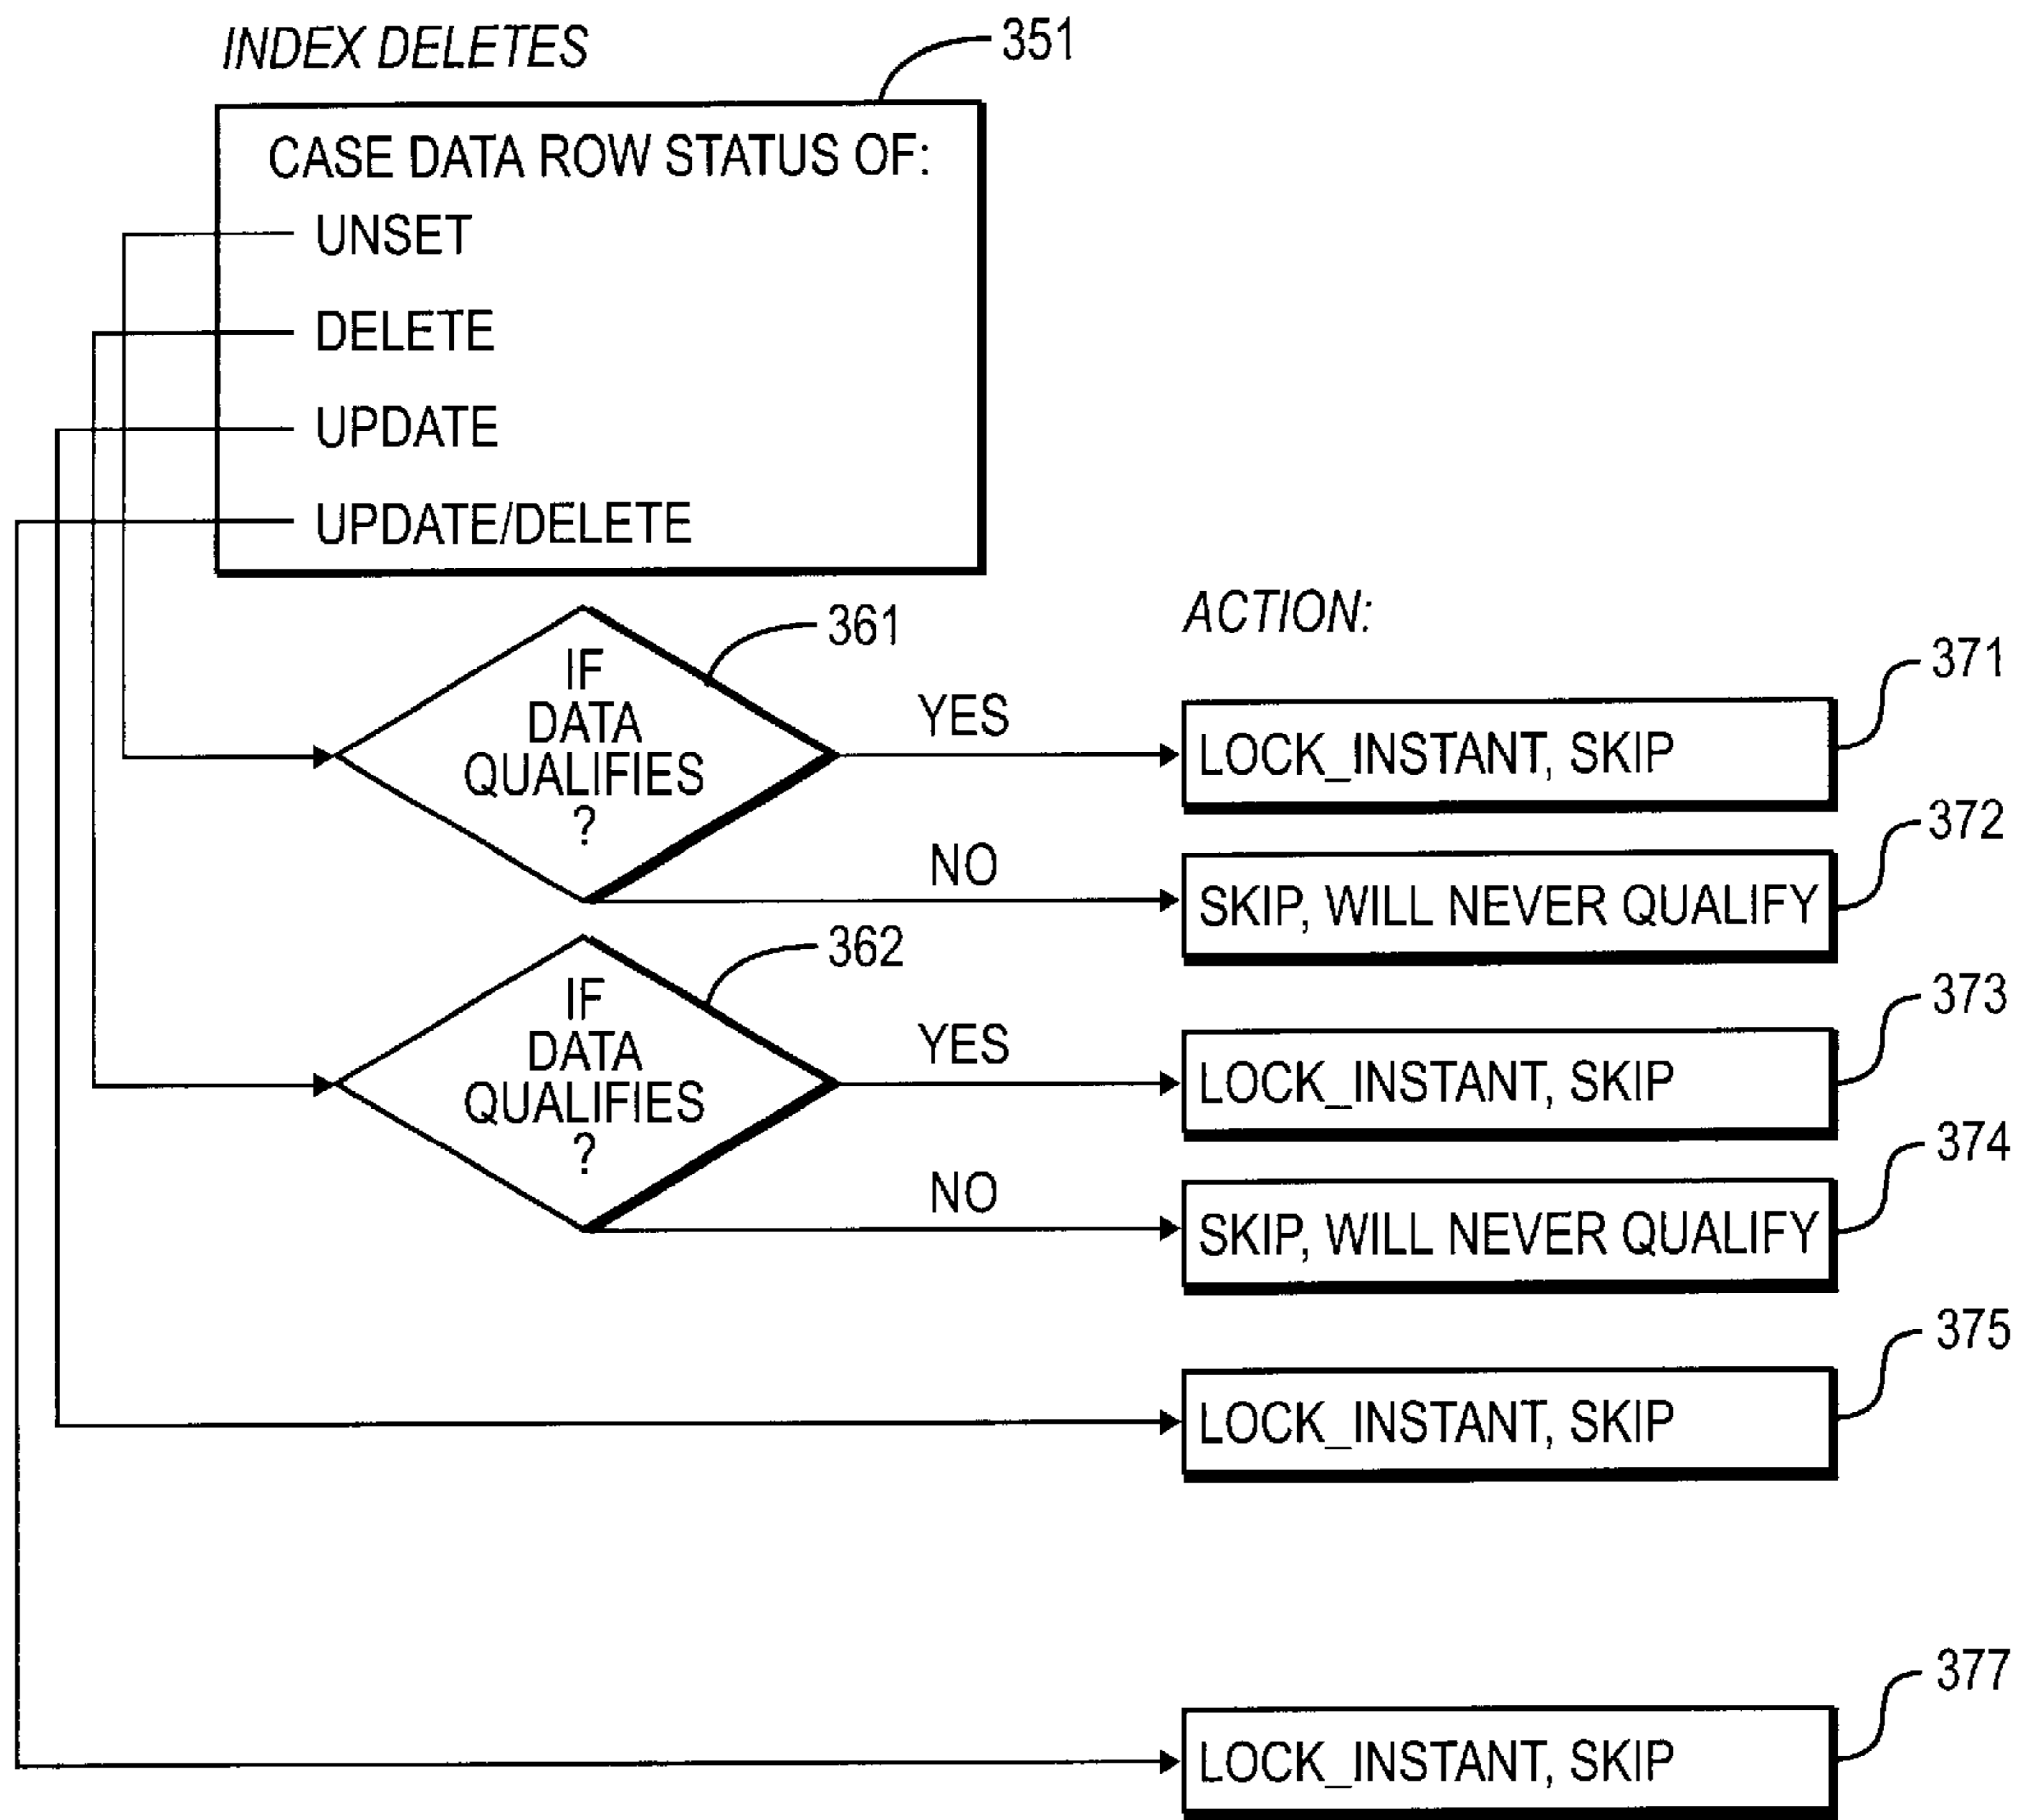 INDEX DELETES
351
CASE DATA ROW STATUS OF:
UNSET
DELETE
UPDATE
UPDATE/DELETE
361
IF
DATA
QUALIFIES
?
YES
NO
ACTION:
371
LOCK_INSTANT, SKIP
372
SKIP, WILL NEVER QUALIFY
362
IF
DATA
QUALIFIES
?
YES
NO
373
LOCK_INSTANT, SKIP
374
SKIP, WILL NEVER QUALIFY
375
LOCK_INSTANT, SKIP
377
LOCK_INSTANT, SKIP